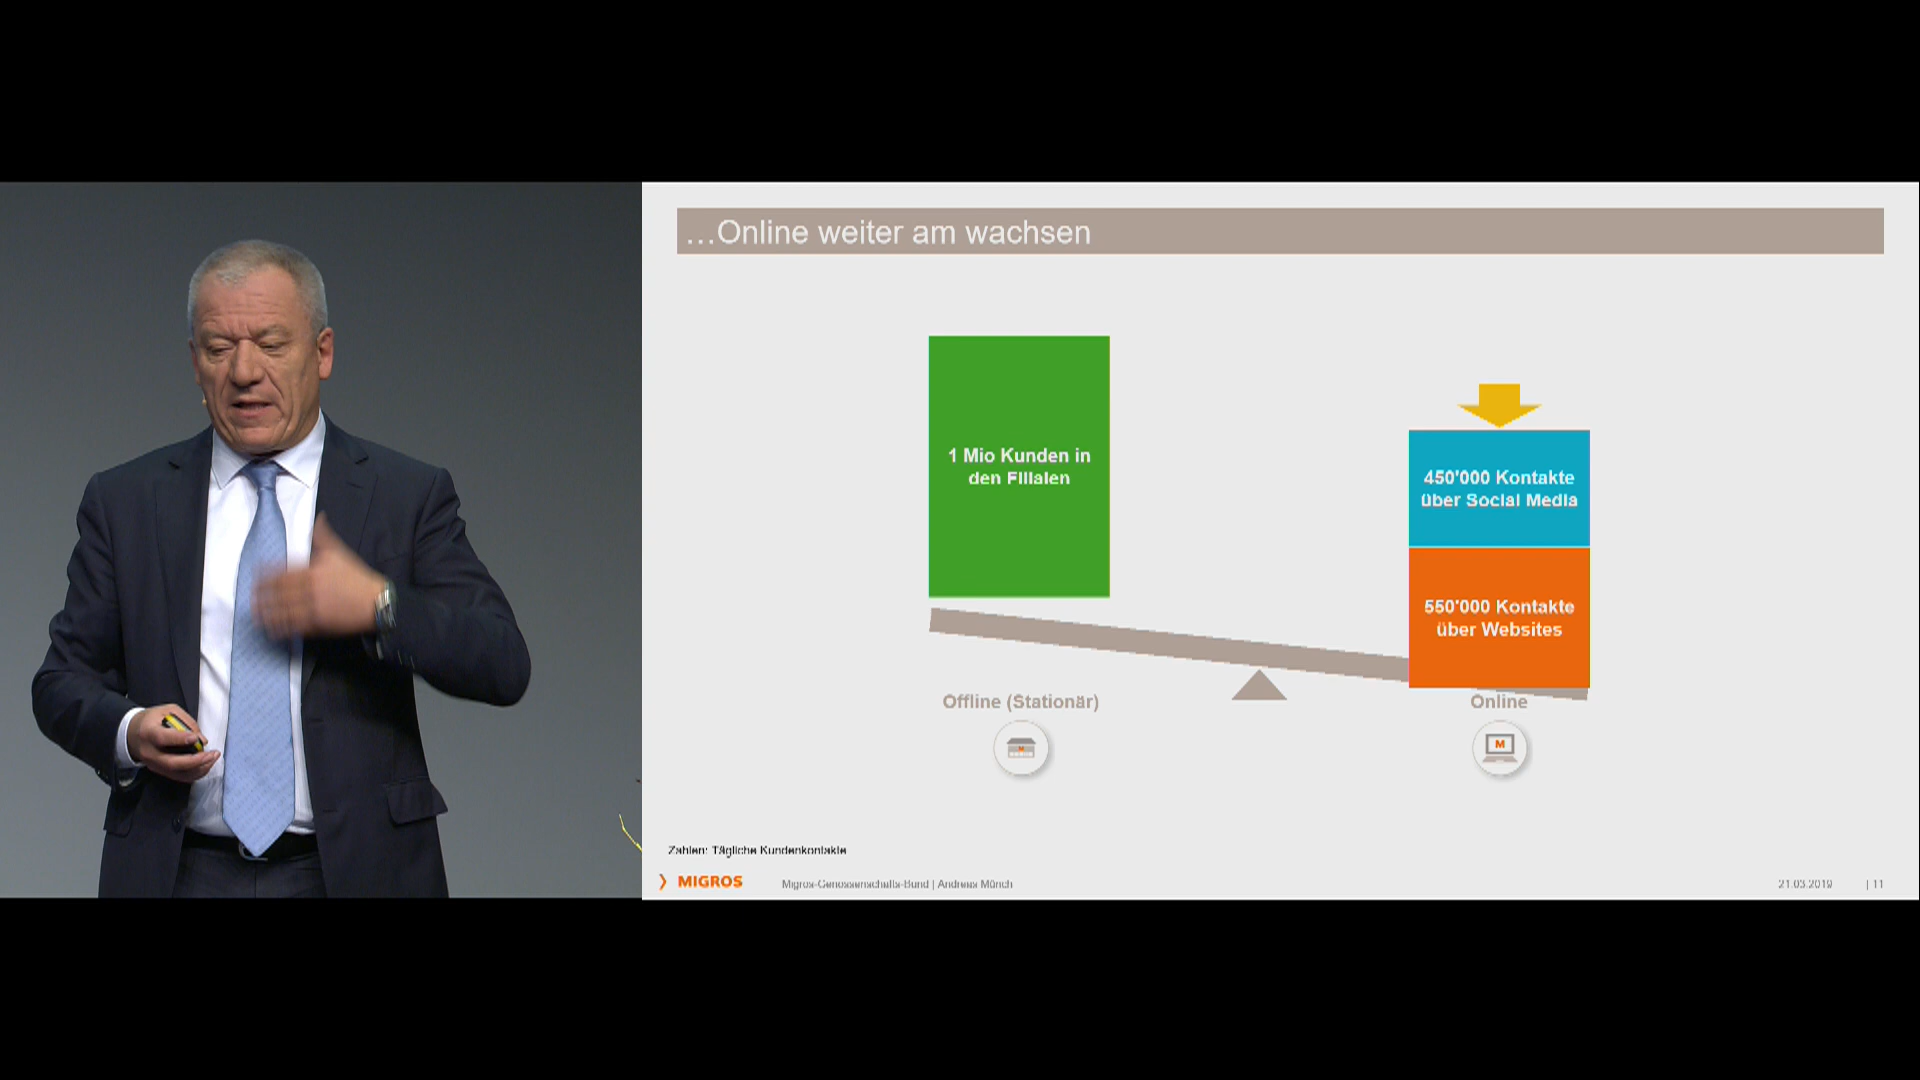 ...Online weiter am wachsen
1 Mio Kunden in
den Filialen
450'000 Kontakte
über Social Media
550'000 Kontakte
über Websites
Offline (Stationär)
Online
M
M
Zahlen: Tägliche Kundenkontakte
MIGROS
Migros-Genossenschafts-Bund | Andreas Münch
21.03.2019
| 11